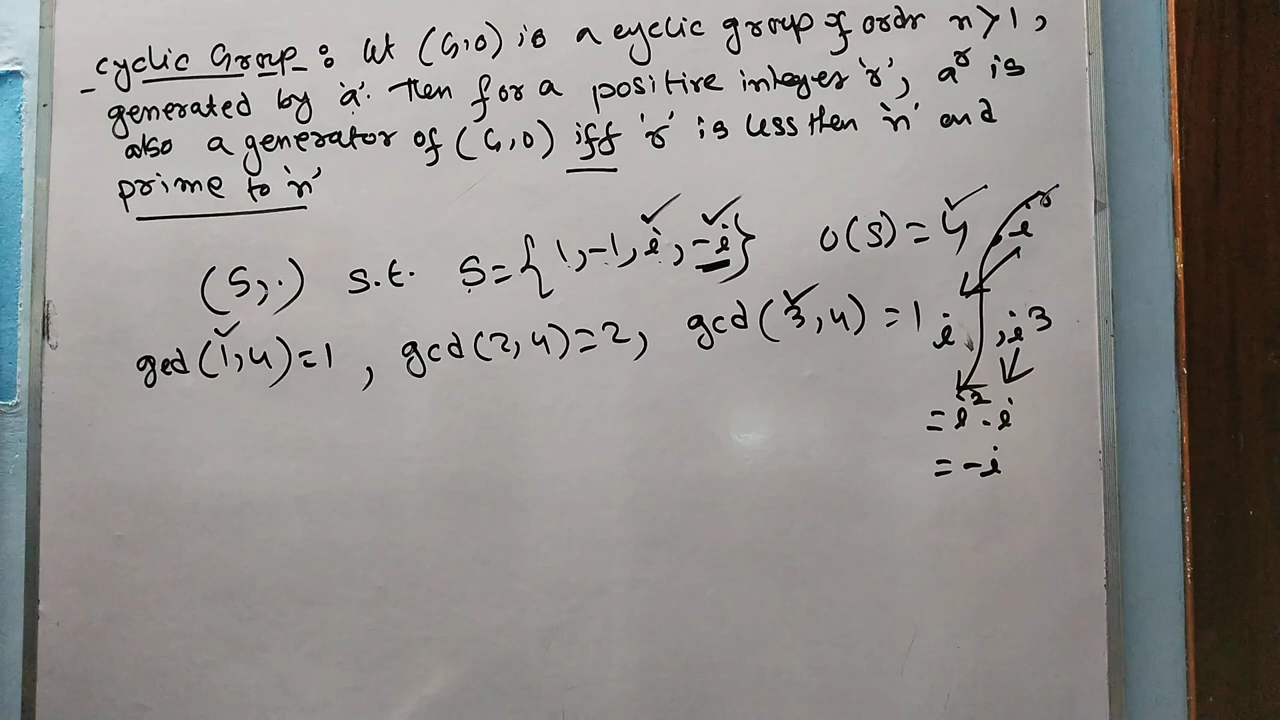 cyclic Group : Let (G,o) is a cyclic group of ordr n>1,
generated by 'a'. Then for a positive integer 'r', a^r is
also a generator of (G,o) iff 'r' is less then 'n' and
prime to 'n'
(S,.) s.t. S={1,-1,i,-i} o(S)=4
gcd(1,4)=1, gcd(2,4)=2, gcd(3,4)=1
i^r
i, i^3
= i^2 . i
= -i